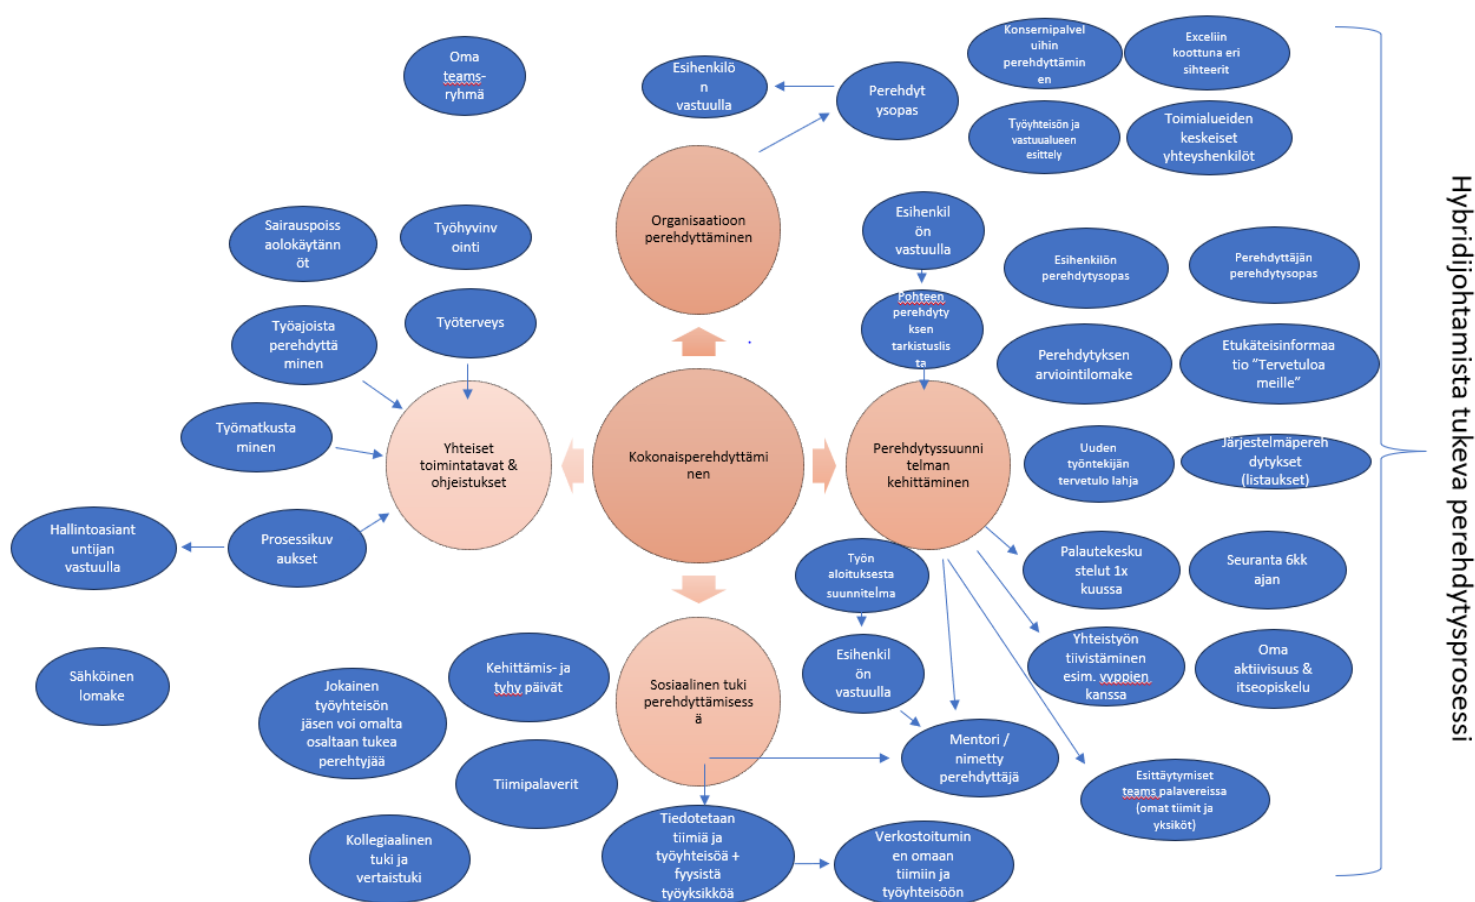 Oma
teams-
ryhmä
Esihenkilö
n
vastuulla
Perehdyt
ysopas
Konsernipalvel
uihin
perehdyttämin
en
Exceliin
koottuna eri
sihteerit
Työyhteisön ja
vastuualueen
esittely
Toimialueiden
keskeiset
yhteyshenkilöt
Organisaatioon
perehdyttäminen
Sairauspoiss
aolokäytänn
öt
Työhyvinv
ointi
Esihenkil
ön
vastuulla
Esihenkilön
perehdytysopas
Perehdyttäjän
perehdytysopas
Työajoista
perehdyttä
minen
Työterveys
Pohteen
perehdyty
ksen
tarkistuslis
ta
Perehdytyksen
arviointilomake
Etukäteisinformaa
tio ”Tervetuloa
meille”
Työmatkusta
minen
Yhteiset
toimintatavat &
ohjeistukset
Kokonaisperehdyttämi
nen
Perehdytyssuunni
telman
kehittäminen
Uuden
työntekijän
tervetulo lahja
Järjestelmäpereh
dytykset
(listaukset)
Hallintoasiant
untijan
vastuulla
Prosessikuv
aukset
Työn
aloituksesta
suunnitelma
Palautekesku
stelut 1x
kuussa
Seuranta 6kk
ajan
Sähköinen
lomake
Jokainen
työyhteisön
jäsen voi omalta
osaltaan tukea
perehtyjää
Kehittämis- ja
tyhy päivät
Sosiaalinen tuki
perehdyttämisess
ä
Esihenkil
ön
vastuulla
Yhteistyön
tiivistäminen
esim. vyppien
kanssa
Oma
aktiivisuus &
itseopiskelu
Tiimipalaverit
Mentori /
nimetty
perehdyttäjä
Esittäytymiset
teams palavereissa
(omat tiimit ja
yksiköt)
Kollegiaalinen
tuki ja
vertaistuki
Tiedotetaan
tiimiä ja
työyhteisöä +
fyysistä
työyksikköä
Verkostoitumin
en omaan
tiimiin ja
työyhteisöön
Hybridijohtamista tukeva perehdytysprosessi